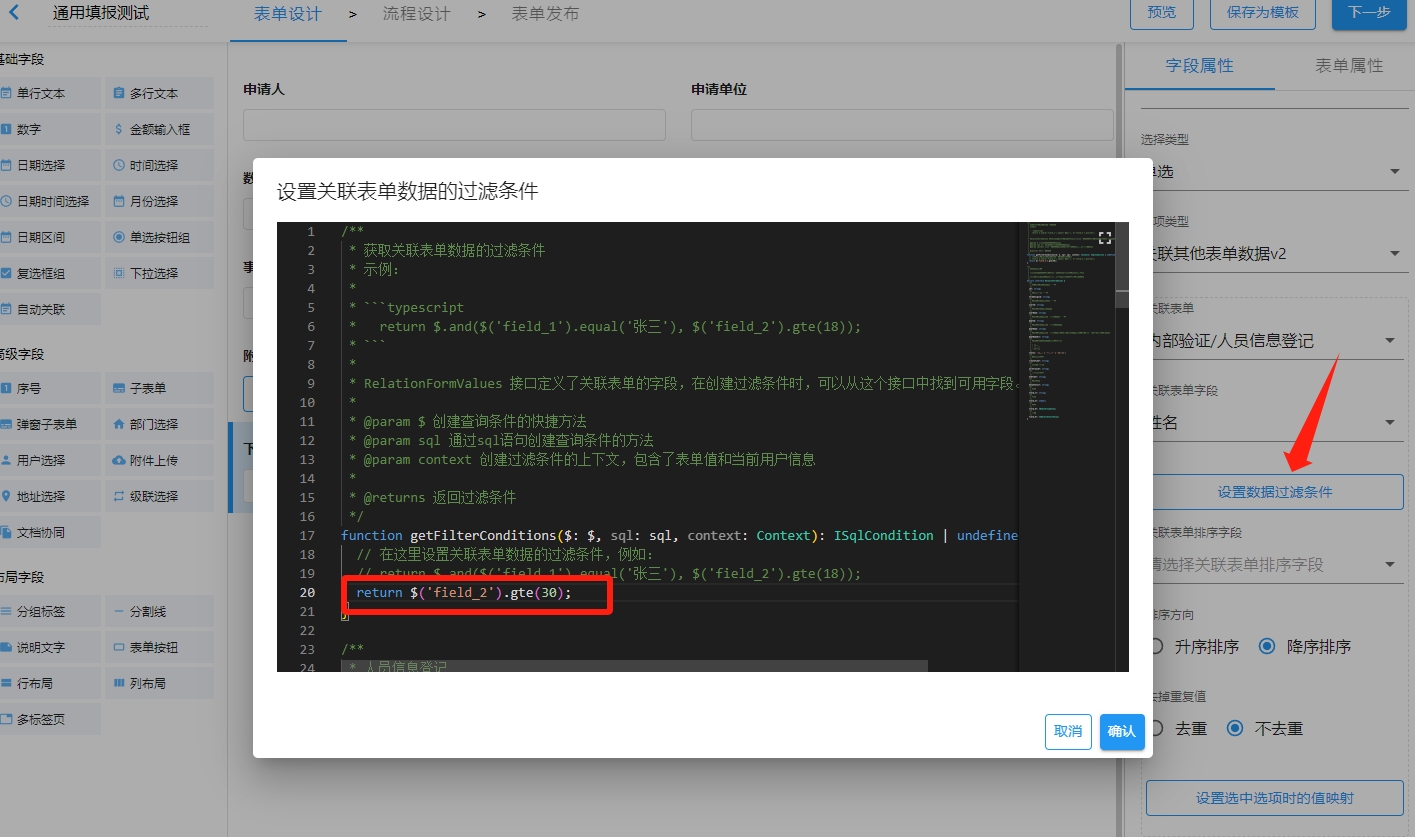 通用填报测试
表单设计
>
流程设计
>
表单发布
预览
保存为模板
下一步
基础字段
单行文本
多行文本
数字
金额输入框
日期选择
时间选择
日期时间选择
月份选择
日期区间
单选按钮组
复选框组
下拉选择
自动关联
高级字段
序号
子表单
弹窗子表单
部门选择
用户选择
附件上传
地址选择
级联选择
文档协同
布局字段
分组标签
分割线
说明文字
表单按钮
行布局
列布局
多标签页
申请人
申请单位
设置关联表单数据的过滤条件
1 /**
2 * 获取关联表单数据的过滤条件
3 * 示例：
4 *
5 * ```typescript
6 * return $.and($('field_1').equal('张三'), $('field_2').gte(18));
7 * ```
8 *
9 * RelationFormValues 接口定义了关联表单的字段，在创建过滤条件时，可以从这个接口中找到可用字段。
10 *
11 * @param $ 创建查询条件的快捷方法
12 * @param sql 通过sql语句创建查询条件的方法
13 * @param context 创建过滤条件的上下文，包含了表单值和当前用户信息
14 *
15 * @returns 返回过滤条件
16 */
17 function getFilterConditions($: $, sql: sql, context: Context): ISqlCondition | undefine
18 // 在这里设置关联表单数据的过滤条件，例如：
19 // return $.and($('field_1').equal('张三'), $('field_2').gte(18));
20 return $('field_2').gte(30);
21 }
22
23 /**
24 * 人员信息登记
取消
确认
字段属性
表单属性
选择类型
单选
选项类型
关联其他表单数据v2
关联表单
内部验证/人员信息登记
关联表单字段
姓名
设置数据过滤条件
关联表单排序字段
请选择关联表单排序字段
排序方向
升序排序
降序排序
去掉重复值
去重
不去重
设置选中选项时的值映射